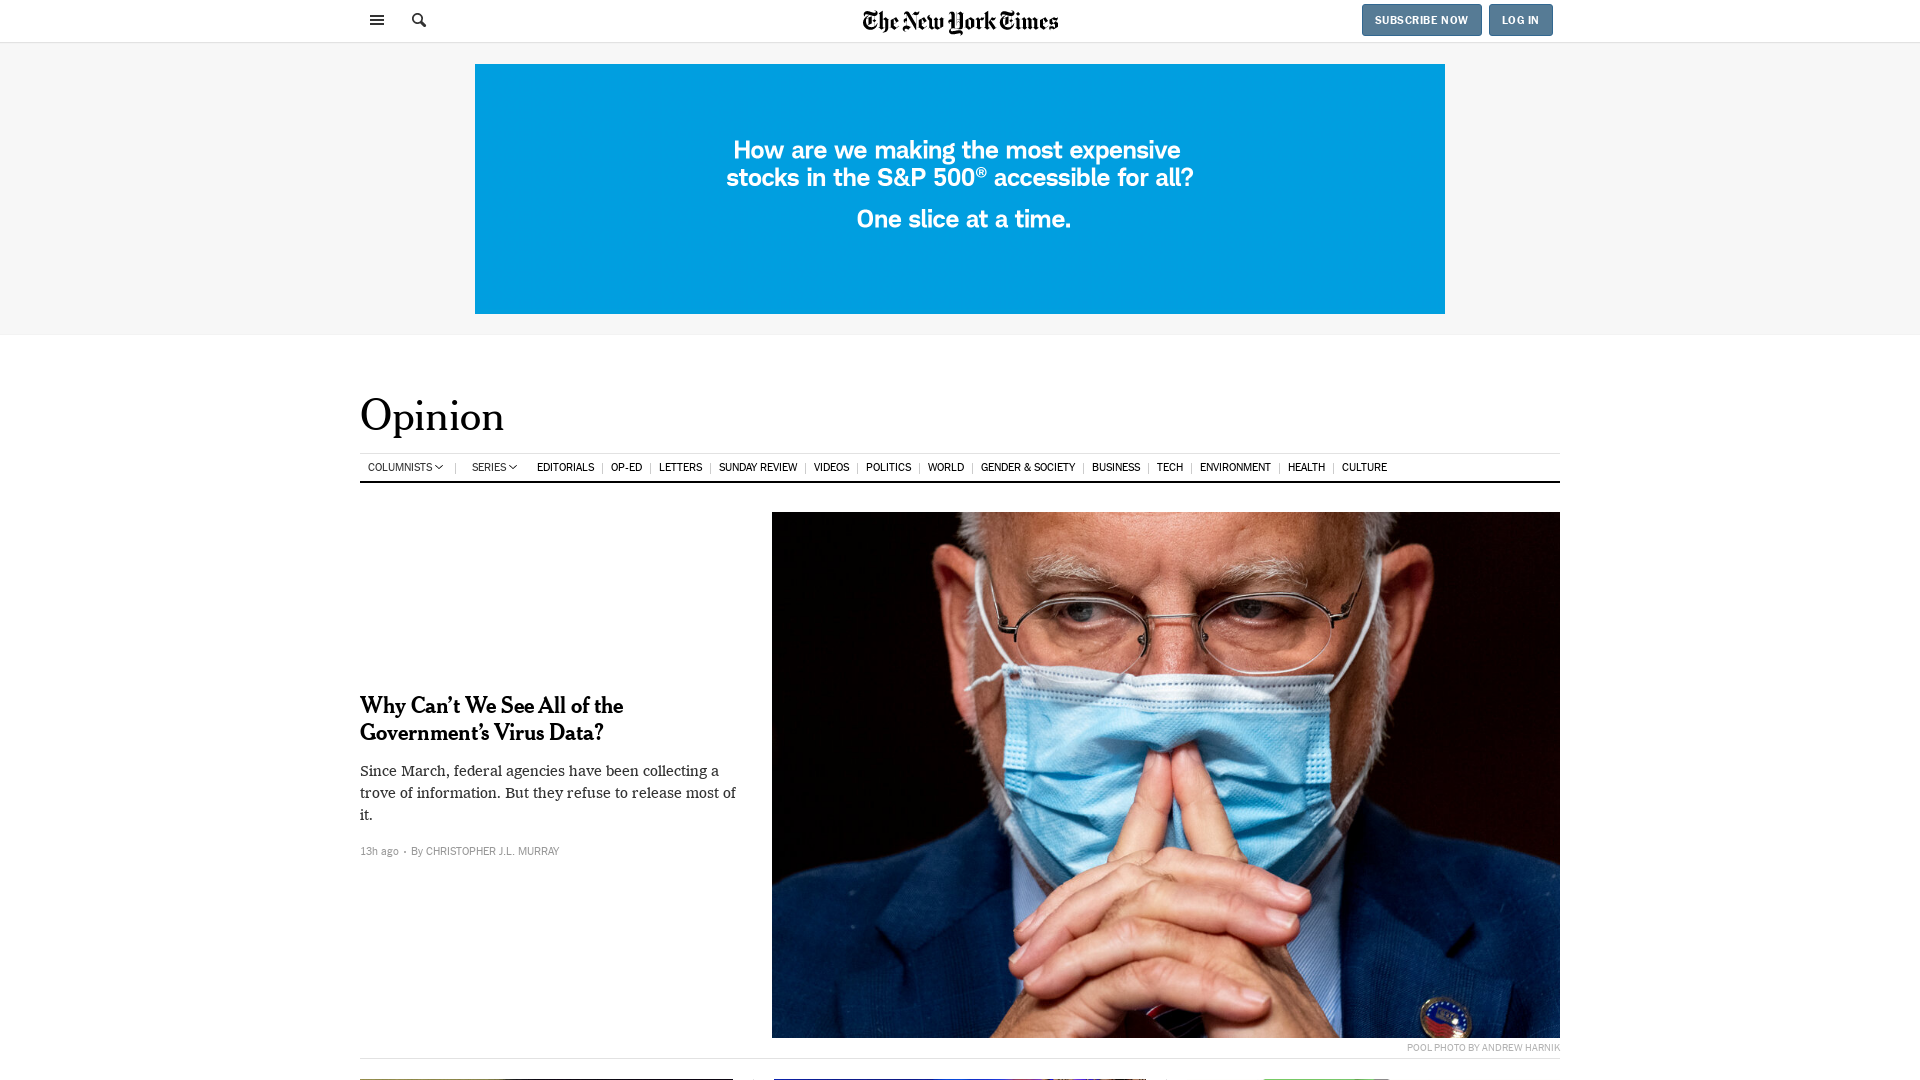 The New York Times
SUBSCRIBE NOW
LOG IN
How are we making the most expensive
stocks in the S&P 500® accessible for all?
One slice at a time.
Opinion
COLUMNISTS
SERIES
EDITORIALS
OP-ED
LETTERS
SUNDAY REVIEW
VIDEOS
POLITICS
WORLD
GENDER & SOCIETY
BUSINESS
TECH
ENVIRONMENT
HEALTH
CULTURE
Why Can’t We See All of the
Government’s Virus Data?
Since March, federal agencies have been collecting a
trove of information. But they refuse to release most of
it.
13h ago · By CHRISTOPHER J.L. MURRAY
POOL PHOTO BY ANDREW HARNIK